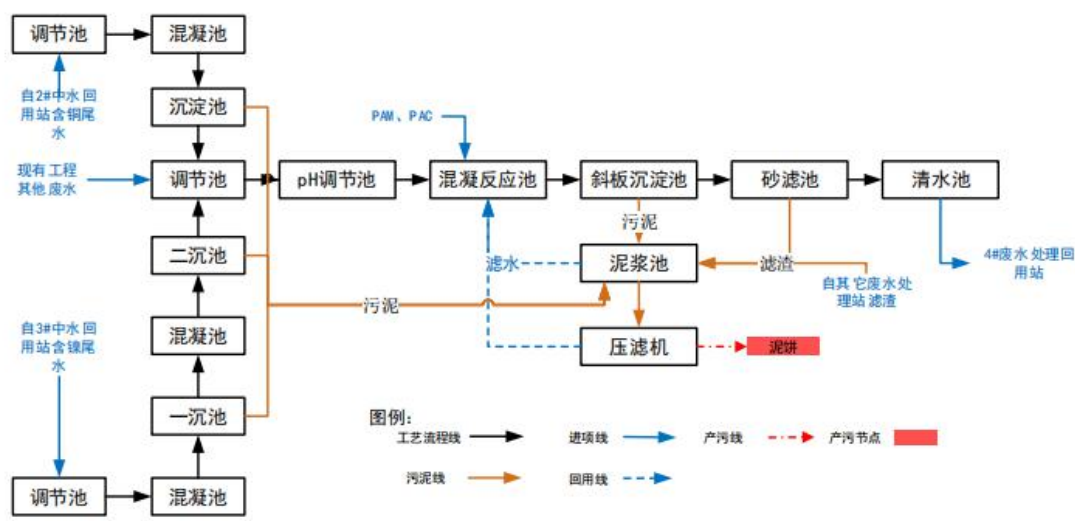 调节池
混凝池
自2#中水回
用站含铜尾
水
沉淀池
PAM、PAC
现有工程
其他废水
调节池
pH调节池
混凝反应池
斜板沉淀池
砂滤池
清水池
污泥
二沉池
滤水
泥浆池
滤渣
4#废水处理回
用站
自其它废水处
理站滤渣
污泥
自3#中水回
用站含镍尾
水
混凝池
压滤机
泥饼
一沉池
图例:
工艺流程线
进项线
产污线
产污节点
污泥线
回用线
调节池
混凝池